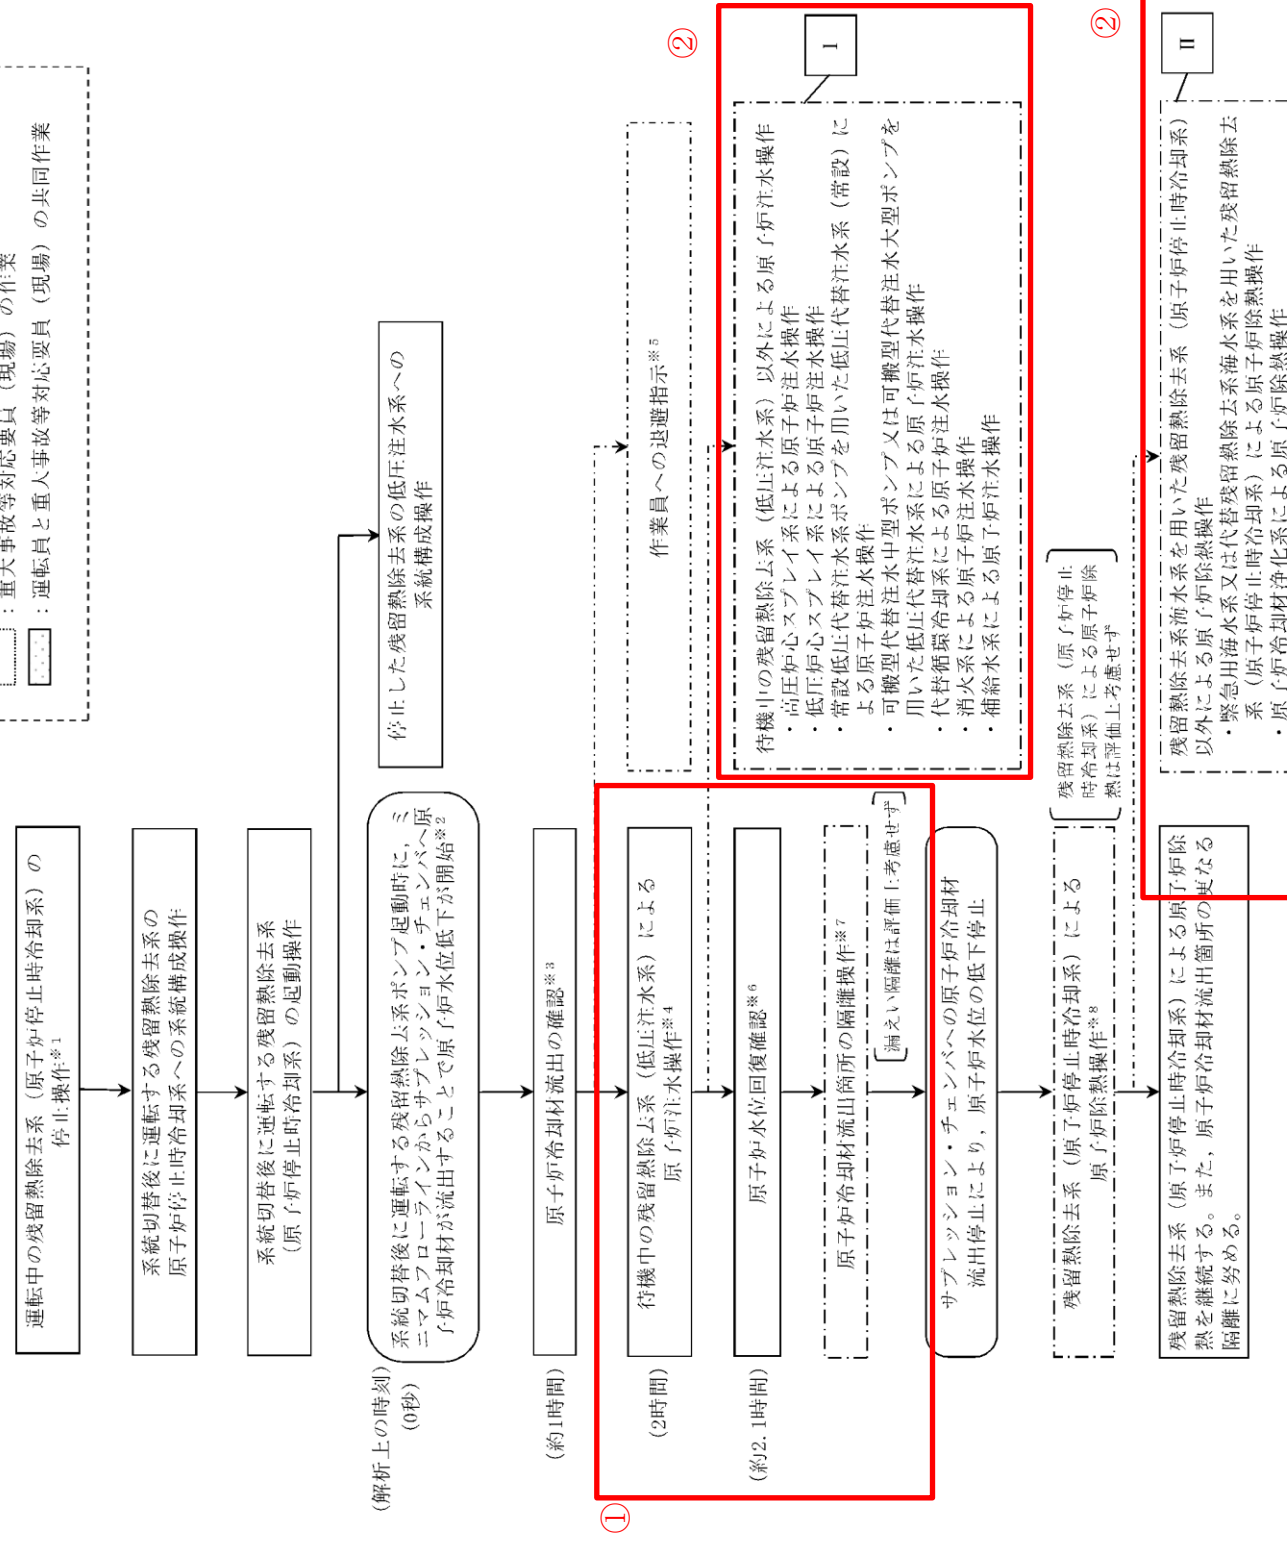 ：重大事故等対応要員（現場）の作業
：運転員と重大事故等対応要員（現場）の共同作業
運転中の残留熱除去系（原子炉停止時冷却系）の
停止操作※1
系統切替後に運転する残留熱除去系の
原子炉停止時冷却系への系統構成操作
系統切替後に運転する残留熱除去系
（原子炉停止時冷却系）の起動操作
停止した残留熱除去系の低圧注水系への
系統構成操作
(解析上の時刻)
(0秒)
系統切替後に運転する残留熱除去系ポンプ起動時に，ミ
ニマムフローラインからサプレッション・チェンバへ原
子炉冷却材が流出することで原子炉水位低下が開始※2
(約1時間)
原子炉冷却材流出の確認※3
作業員への退避指示※5
①
(2時間)
待機中の残留熱除去系（低圧注水系）による
原子炉注水操作※4
(約2.1時間)
原子炉水位回復確認※6
原子炉冷却材流出箇所の隔離操作※7
漏えい隔離は評価上考慮せず
②
I
待機中の残留熱除去系（低圧注水系）以外による原子炉注水操作
・高圧炉心スプレイ系による原子炉注水操作
・低圧炉心スプレイ系による原子炉注水操作
・常設低圧代替注水系ポンプを用いた低圧代替注水系（常設）に
よる原子炉注水操作
・可搬型代替注水中型ポンプ又は可搬型代替注水大型ポンプを
用いた低圧代替注水系による原子炉注水操作
・代替循環冷却系による原子炉注水操作
・消火系による原子炉注水操作
・補給水系による原子炉注水操作
サプレッション・チェンバへの原子炉冷却材
流出停止により，原子炉水位の低下停止
残留熱除去系（原子炉停止時冷却系）による
原子炉除熱操作※8
残留熱除去系（原子炉停止
時冷却系）による原子炉除
熱は評価上考慮せず
残留熱除去系（原子炉停止時冷却系）による原子炉除
熱を継続する。また，原子炉冷却材流出箇所の更なる
隔離に努める。
②
II
残留熱除去系海水系を用いた残留熱除去系（原子炉停止時冷却系）
以外による原子炉除熱操作
・緊急用海水系又は代替残留熱除去系海水系を用いた残留熱除去
系（原子炉停止時冷却系）による原子炉除熱操作
・原子炉冷却材浄化系による原子炉除熱操作